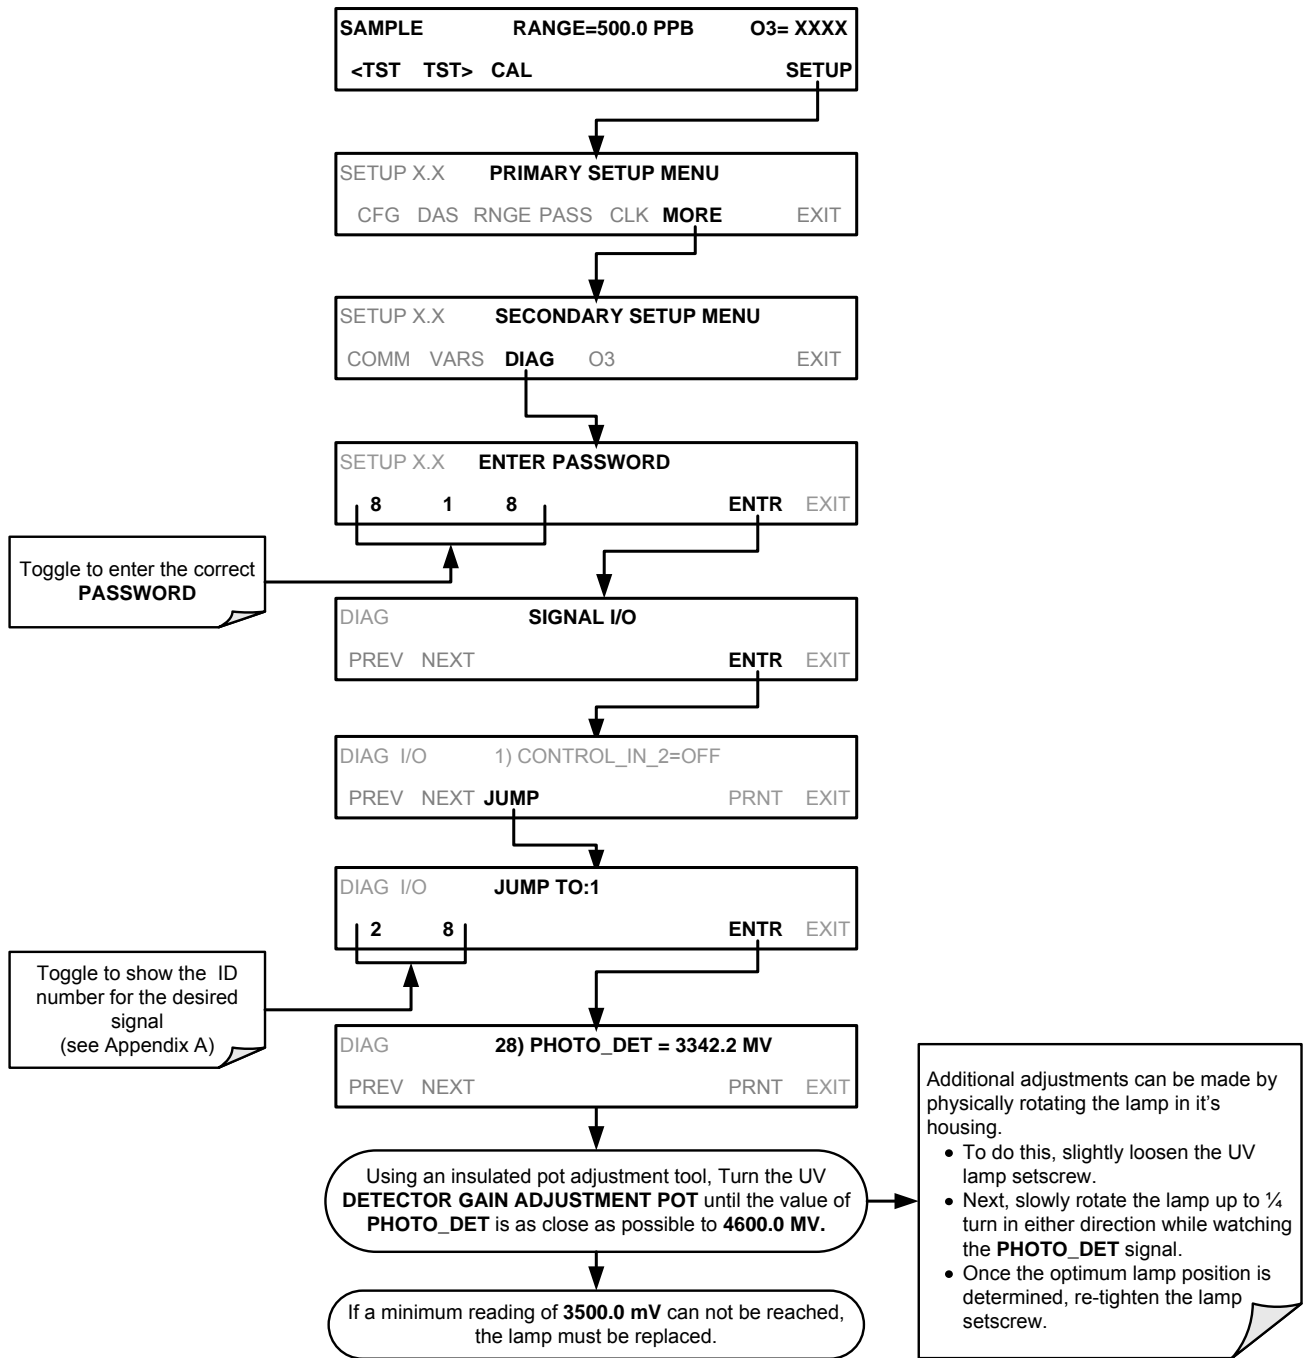 SAMPLE RANGE=500.0 PPB O3= XXXX
<TST TST> CAL SETUP
SETUP X.X PRIMARY SETUP MENU
CFG DAS RNGE PASS CLK MORE EXIT
SETUP X.X SECONDARY SETUP MENU
COMM VARS DIAG O3 EXIT
SETUP X.X ENTER PASSWORD
8 1 8 ENTR EXIT
Toggle to enter the correct
PASSWORD
DIAG SIGNAL I/O
PREV NEXT ENTR EXIT
DIAG I/O 1) CONTROL_IN_2=OFF
PREV NEXT JUMP PRNT EXIT
DIAG I/O JUMP TO:1
2 8 ENTR EXIT
Toggle to show the ID
number for the desired
signal
(see Appendix A)
DIAG 28) PHOTO_DET = 3342.2 MV
PREV NEXT PRNT EXIT
Using an insulated pot adjustment tool, Turn the UV
DETECTOR GAIN ADJUSTMENT POT until the value of
PHOTO_DET is as close as possible to 4600.0 MV.
Additional adjustments can be made by
physically rotating the lamp in it's
housing.
• To do this, slightly loosen the UV
lamp setscrew.
• Next, slowly rotate the lamp up to ¼
turn in either direction while watching
the PHOTO_DET signal.
• Once the optimum lamp position is
determined, re-tighten the lamp
setscrew.
If a minimum reading of 3500.0 mV can not be reached,
the lamp must be replaced.